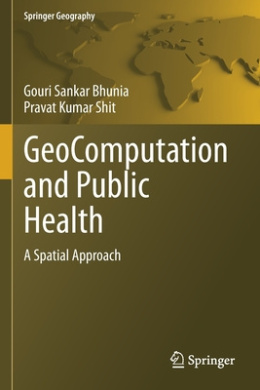 Springer Geography
Gouri Sankar Bhunia
Pravat Kumar Shit
GeoComputation
and Public
Health
A Spatial Approach
Springer